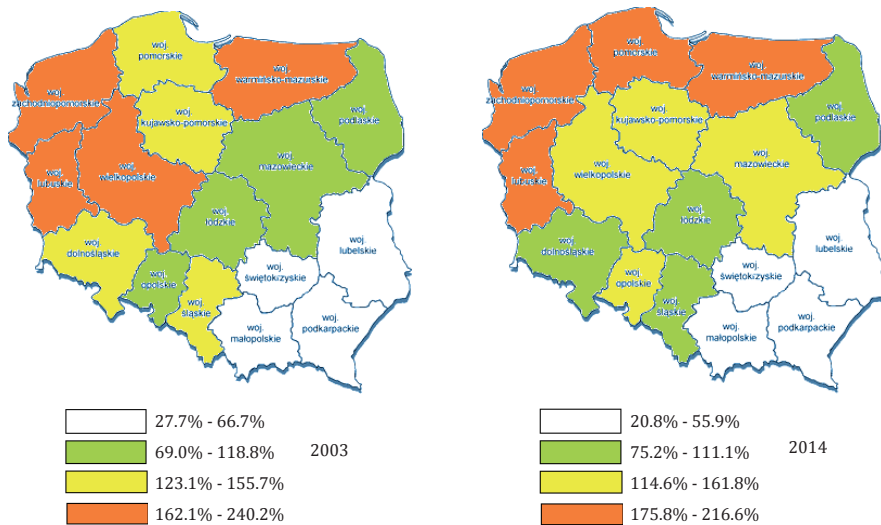 woj.
pomorskie
woj.
warmińsko-mazurskie
woj.
zachodniopomorskie
woj.
podlaskie
woj.
kujawsko-pomorskie
woj.
mazowieckie
woj.
lubuskie
woj.
wielkopolskie
woj.
łódzkie
woj.
lubelskie
woj.
dolnośląskie
woj.
opolskie
woj.
świętokrzyskie
woj.
śląskie
woj.
małopolskie
woj.
podkarpackie
27.7% - 66.7%
69.0% - 118.8%
2003
123.1% - 155.7%
162.1% - 240.2%
woj.
pomorskie
woj.
warmińsko-mazurskie
woj.
zachodniopomorskie
woj.
podlaskie
woj.
kujawsko-pomorskie
woj.
mazowieckie
woj.
lubuskie
woj.
wielkopolskie
woj.
łódzkie
woj.
lubelskie
woj.
dolnośląskie
woj.
opolskie
woj.
świętokrzyskie
woj.
śląskie
woj.
małopolskie
woj.
podkarpackie
20.8% - 55.9%
75.2% - 111.1%
2014
114.6% - 161.8%
175.8% - 216.6%